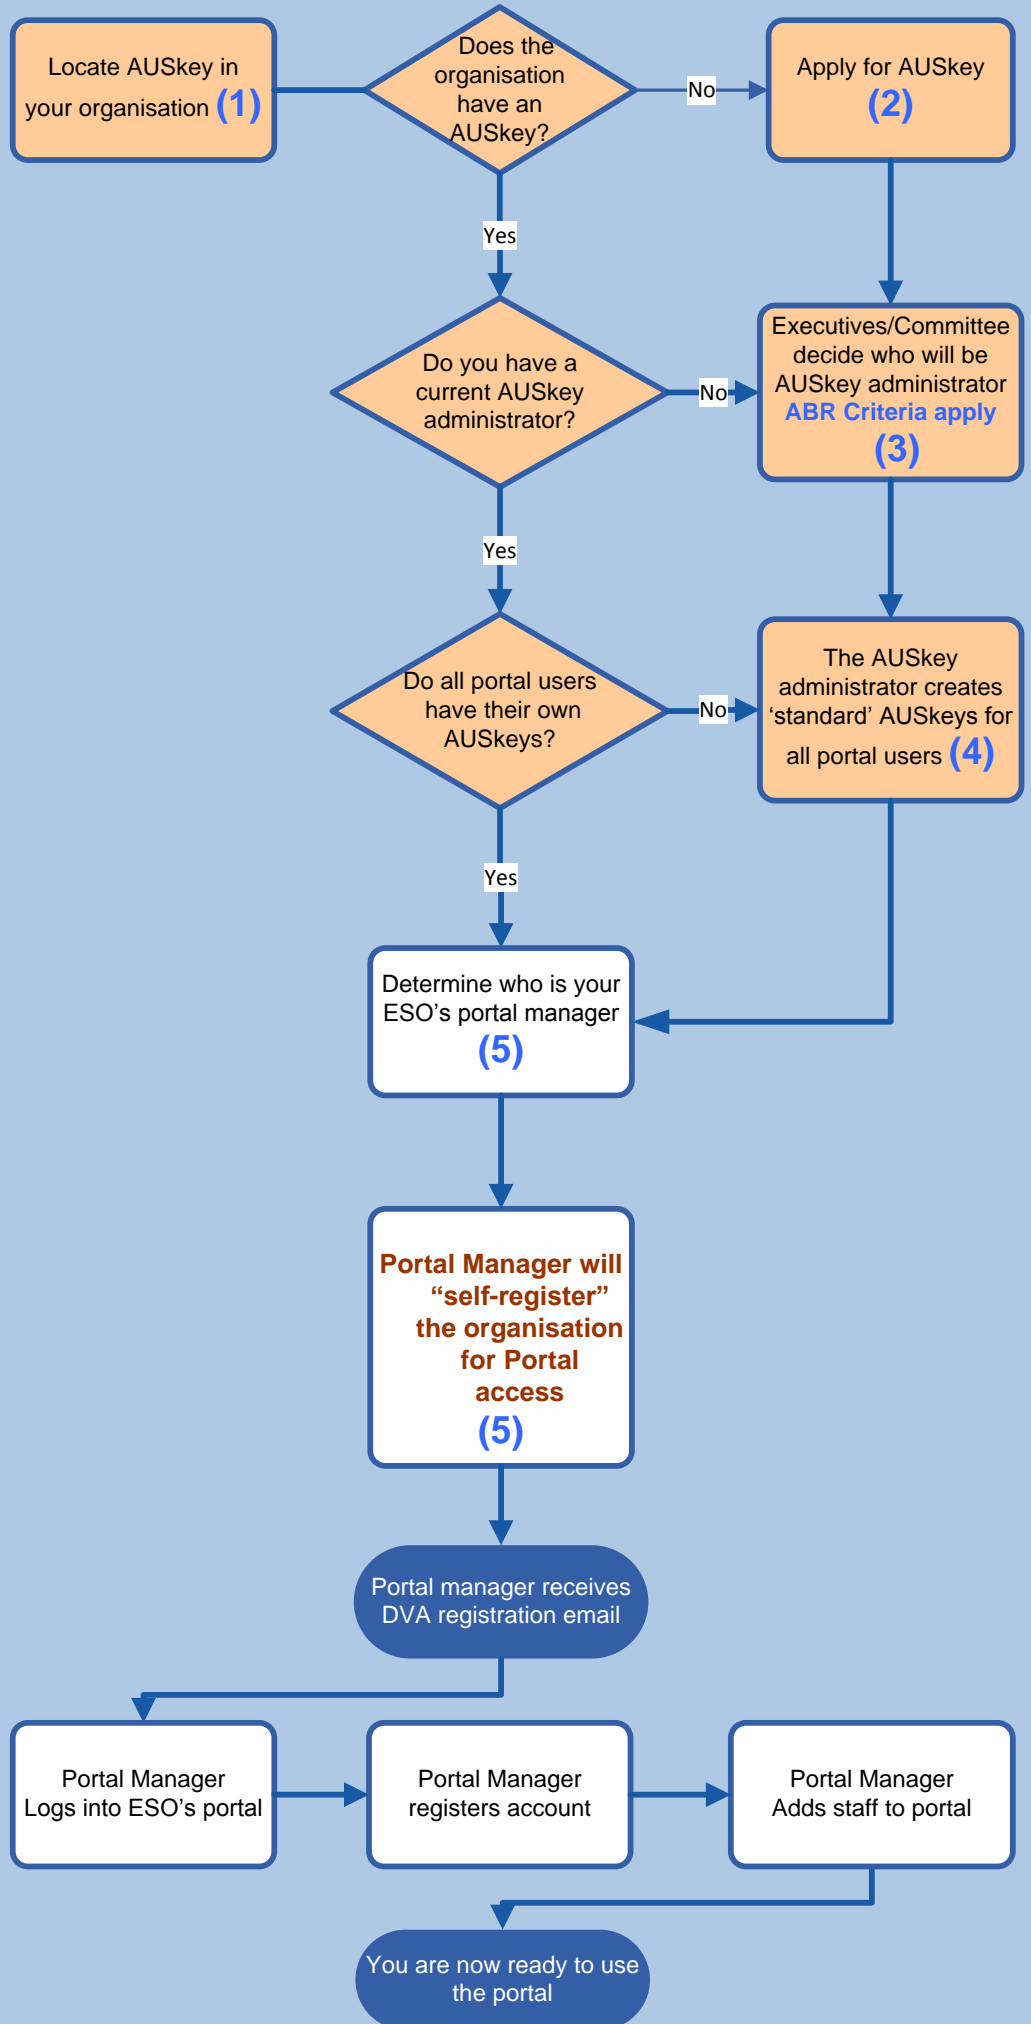 Locate AUSkey in
your organisation (1)
Does the
organisation
have an
AUSkey?
No
Apply for AUSkey
(2)
Yes
Do you have a
current AUSkey
administrator?
No
Executives/Committee
decide who will be
AUSkey administrator
ABR Criteria apply
(3)
Yes
Do all portal users
have their own
AUSkeys?
No
The AUSkey
administrator creates
‘standard’ AUSkeys for
all portal users (4)
Yes
Determine who is your
ESO’s portal manager
(5)
Portal Manager will
“self-register”
the organisation
for Portal
access
(5)
Portal manager receives
DVA registration email
Portal Manager
Logs into ESO’s portal
Portal Manager
registers account
Portal Manager
Adds staff to portal
You are now ready to use
the portal